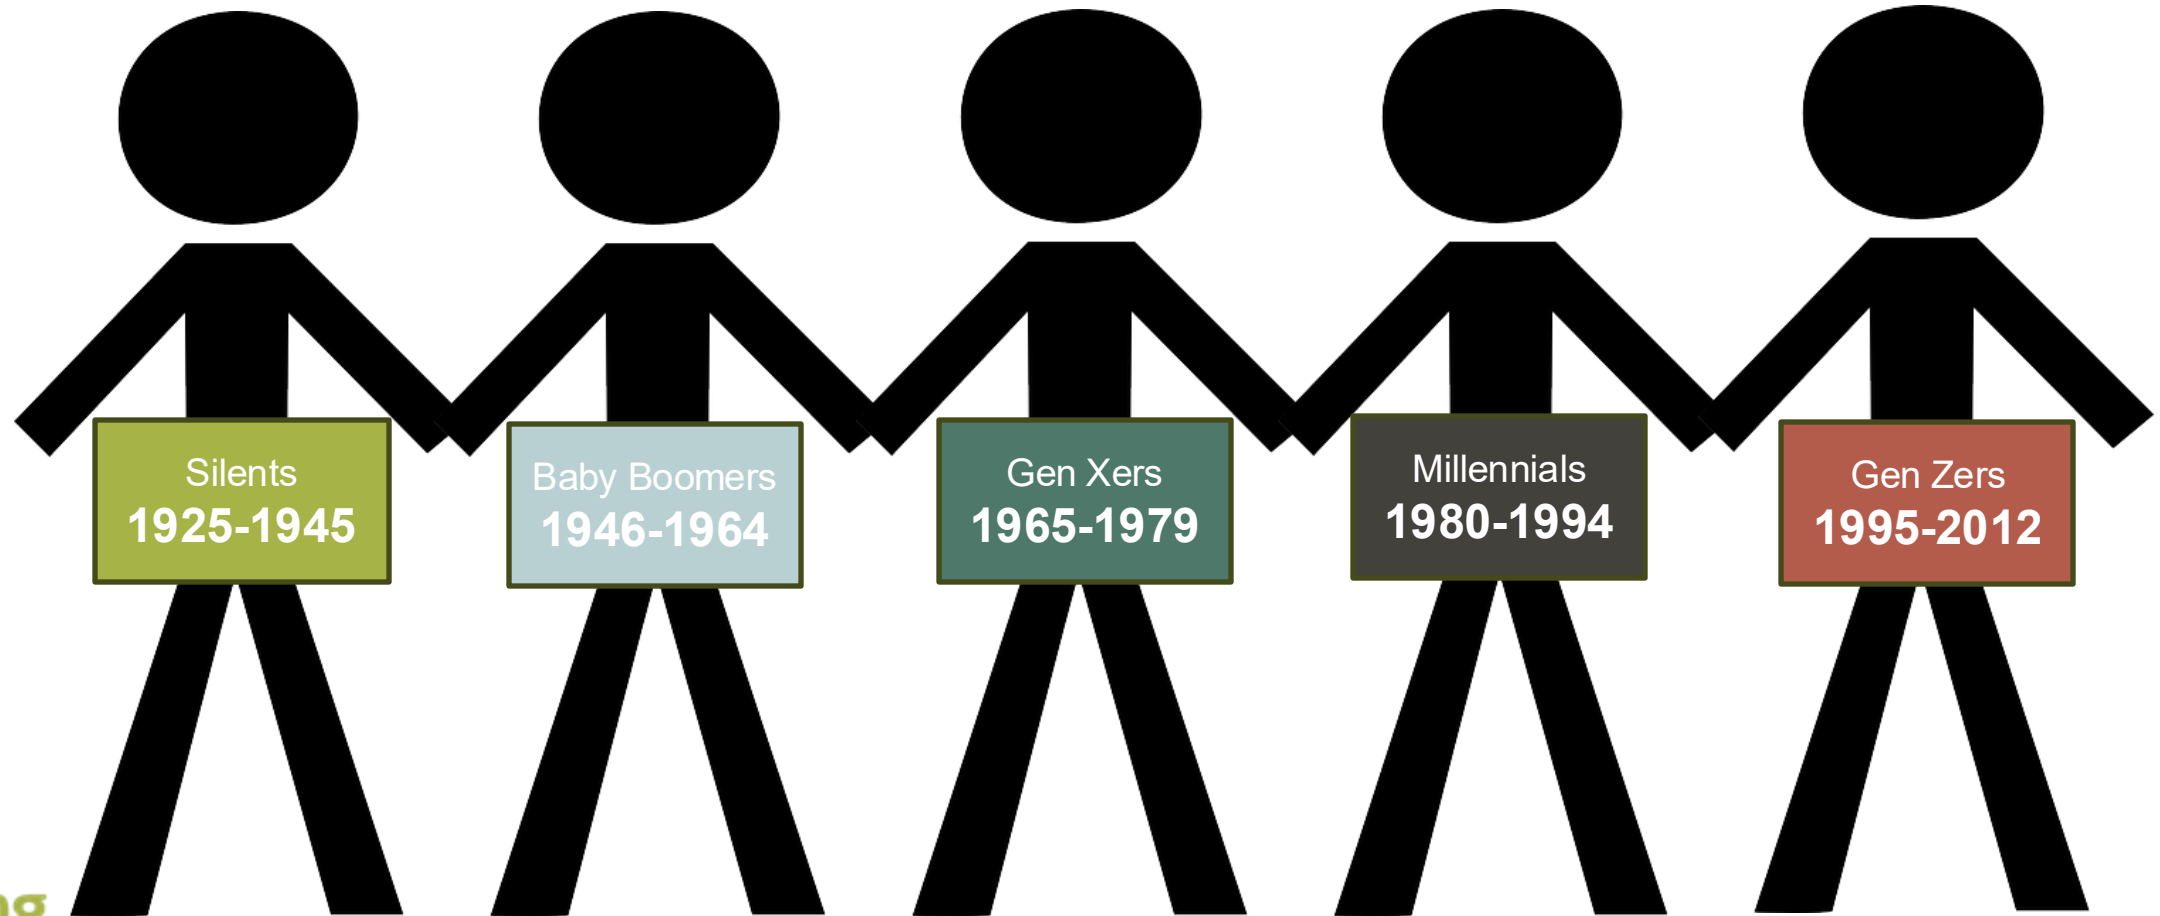 Silents
1925-1945
Baby Boomers
1946-1964
Gen Xers
1965-1979
Millennials
1980-1994
Gen Zers
1995-2012